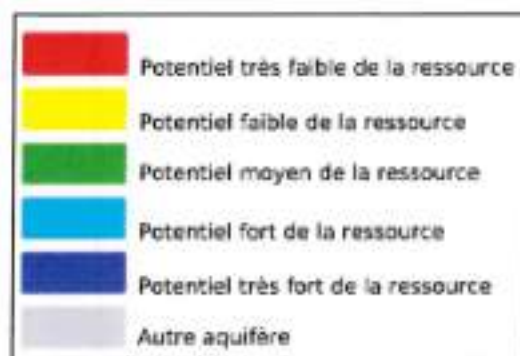 Potentiel très faible de la ressource
Potentiel faible de la ressource
Potentiel moyen de la ressource
Potentiel fort de la ressource
Potentiel très fort de la ressource
Autre aquifère